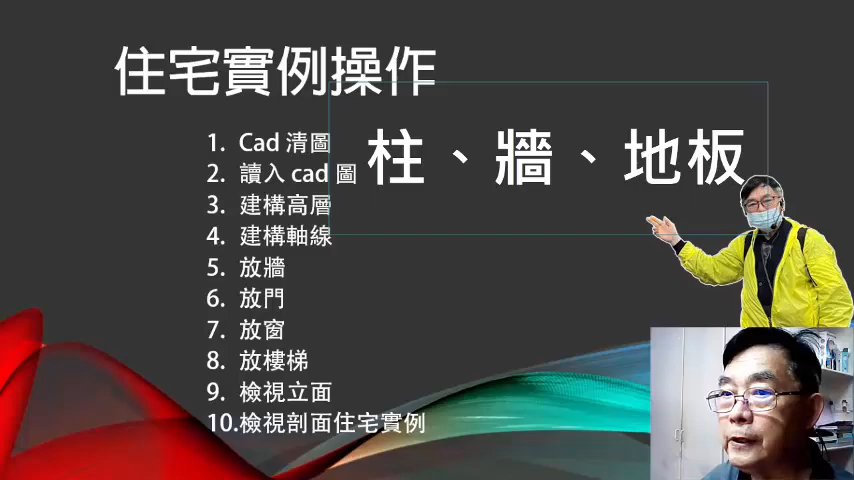 住宅實例操作
柱、牆、地板
1. Cad 清圖
2. 讀入 cad 圖
3. 建構高層
4. 建構軸線
5. 放牆
6. 放門
7. 放窗
8. 放樓梯
9. 檢視立面
10.檢視剖面住宅實例